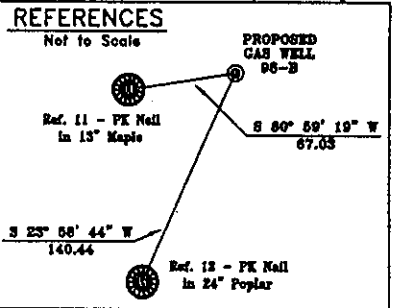 REFERENCES
Not to Scale
PROPOSED
GAS WELL
98-B
Ref. 11 - PK Nail
in 13" Maple
S 80° 59' 19" W
67.03
S 23° 58' 44" W
140.44
Ref. 12 - PK Nail
in 24" Poplar